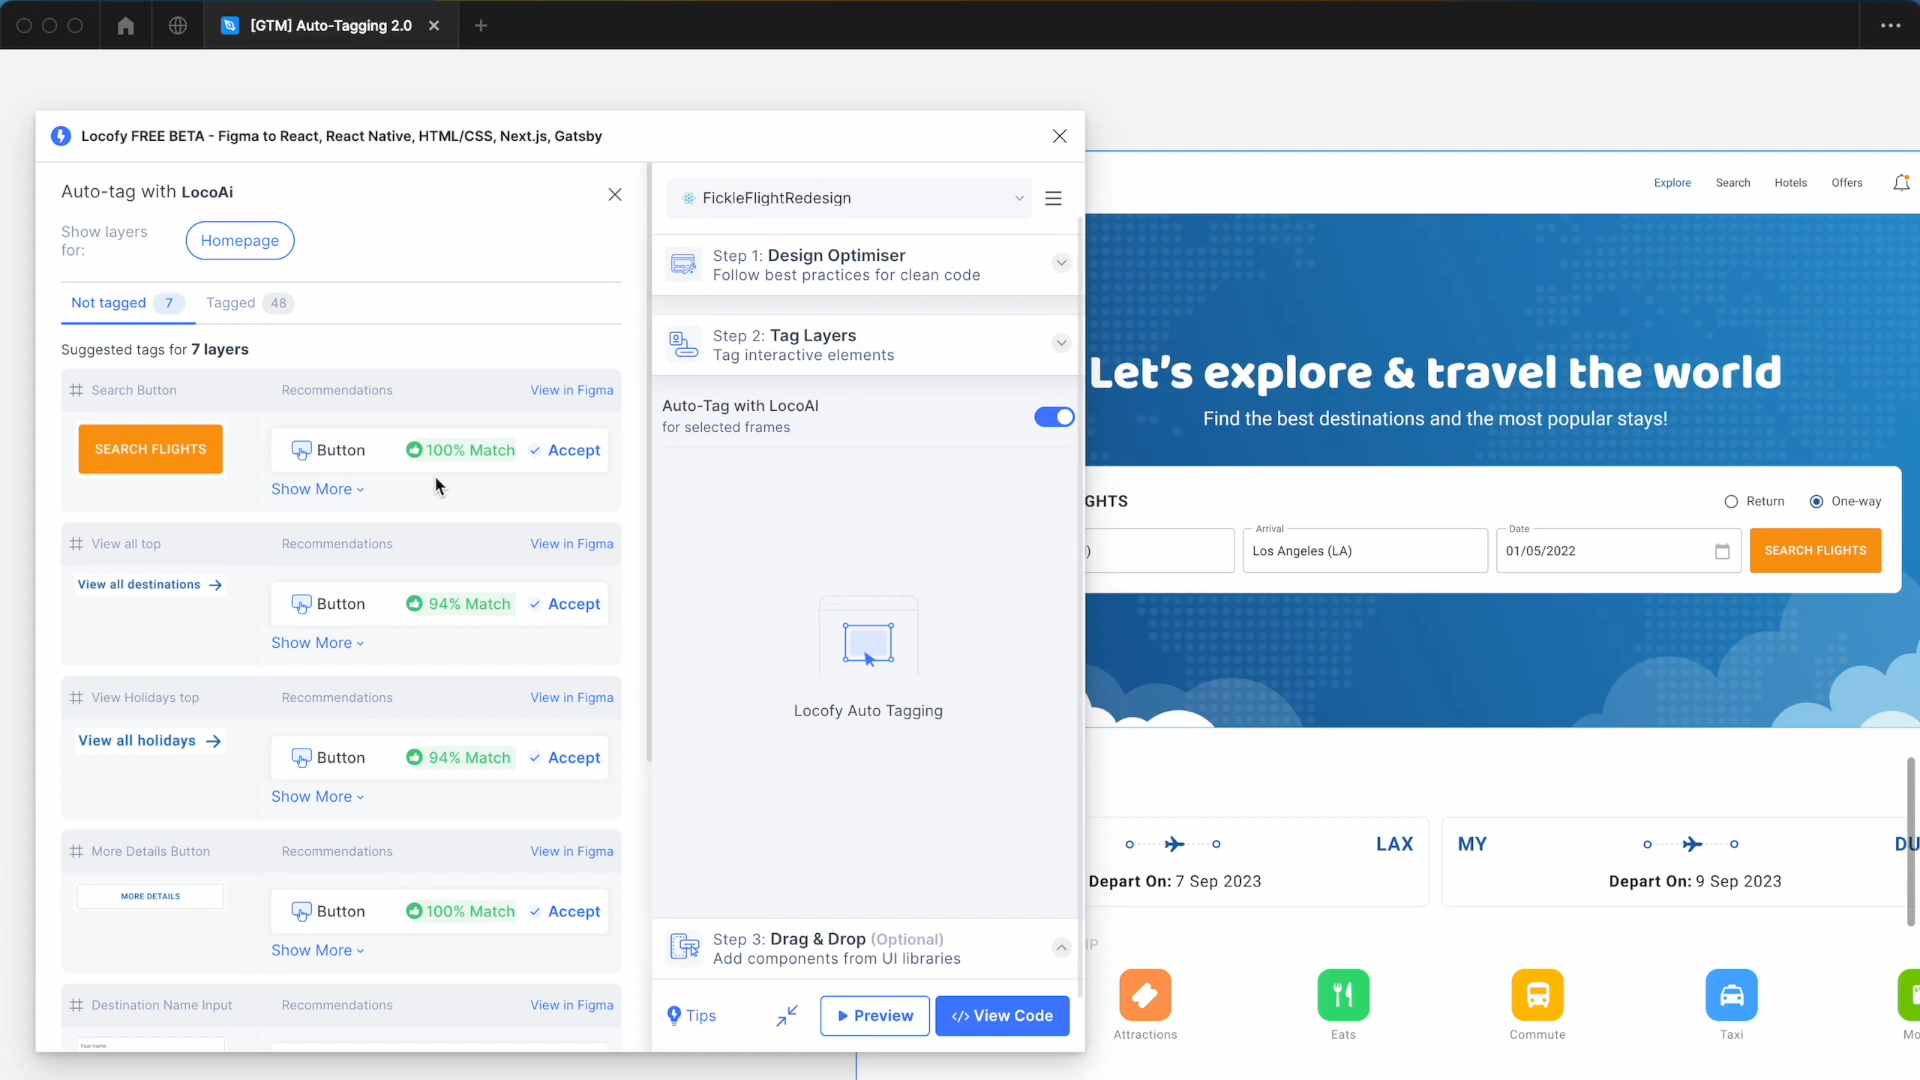 [GTM] Auto-Tagging 2.0
Locofy FREE BETA - Figma to React, React Native, HTML/CSS, Next.js, Gatsby
Auto-tag with LocoAi
Show layers for:
Homepage
Not tagged 7
Tagged 48
Suggested tags for 7 layers
Search Button Recommendations View in Figma
SEARCH FLIGHTS
Button 100% Match Accept
Show More
View all top Recommendations View in Figma
View all destinations
Button 94% Match Accept
Show More
View Holidays top Recommendations View in Figma
View all holidays
Button 94% Match Accept
Show More
More Details Button Recommendations View in Figma
MORE DETAILS
Button 100% Match Accept
Show More
Destination Name Input Recommendations View in Figma
Your name
FickleFlightRedesign
Step 1: Design Optimiser
Follow best practices for clean code
Step 2: Tag Layers
Tag interactive elements
Auto-Tag with LocoAI
for selected frames
Locofy Auto Tagging
Step 3: Drag & Drop (Optional)
Add components from UI libraries
Tips
Preview
</> View Code
Explore Search Hotels Offers
Let's explore & travel the world
Find the best destinations and the most popular stays!
GHTS
Return One-way
)
Arrival
Los Angeles (LA)
Date
01/05/2022
SEARCH FLIGHTS
LAX
Depart On: 7 Sep 2023
MY
DU
Depart On: 9 Sep 2023
IP
Attractions Eats Commute Taxi Mo